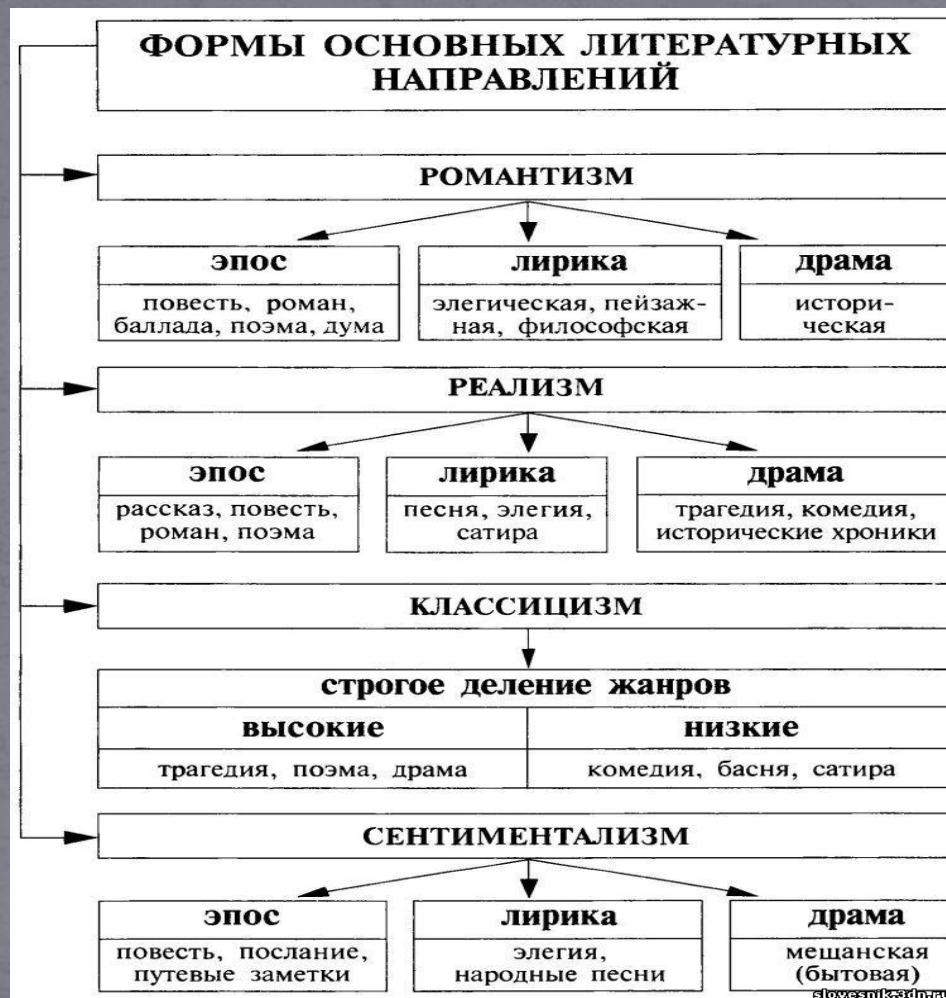 ФОРМЫ ОСНОВНЫХ ЛИТЕРАТУРНЫХ
НАПРАВЛЕНИЙ
РОМАНТИЗМ
эпос
повесть, роман,
баллада, поэма, дума
лирика
элегическая, пейзаж-
ная, философская
драма
истори-
ческая
РЕАЛИЗМ
эпос
рассказ, повесть,
роман, поэма
лирика
песня, элегия,
сатира
драма
трагедия, комедия,
исторические хроники
КЛАССИЦИЗМ
строгое деление жанров
высокие
трагедия, поэма, драма
низкие
комедия, басня, сатира
СЕНТИМЕНТАЛИЗМ
эпос
повесть, послание,
путевые заметки
лирика
элегия,
народные песни
драма
мещанская
(бытовая)
slovesnik.3dn.ru